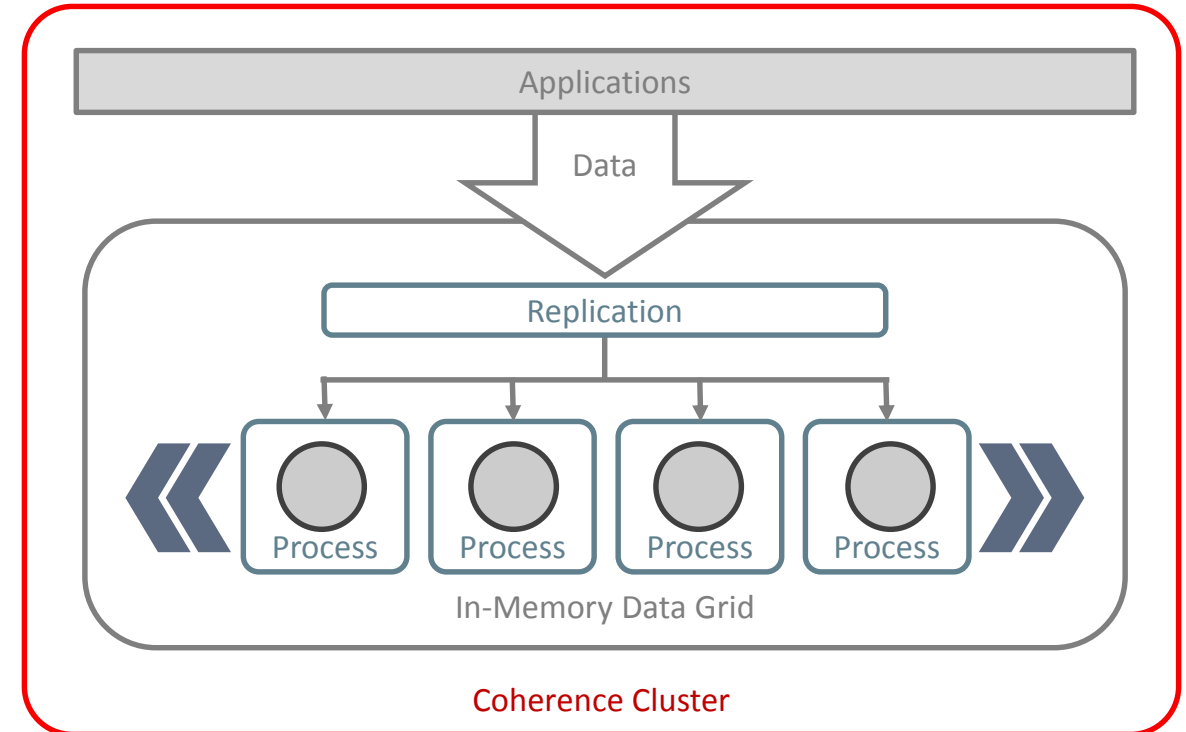 Applications
Data
Replication
Process Process Process Process
In-Memory Data Grid
Coherence Cluster